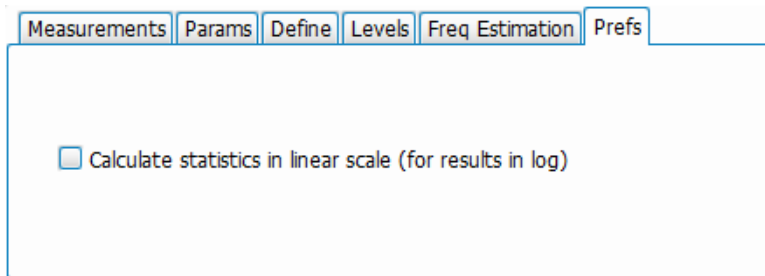 Measurements Params Define Levels Freq Estimation Prefs
Calculate statistics in linear scale (for results in log)